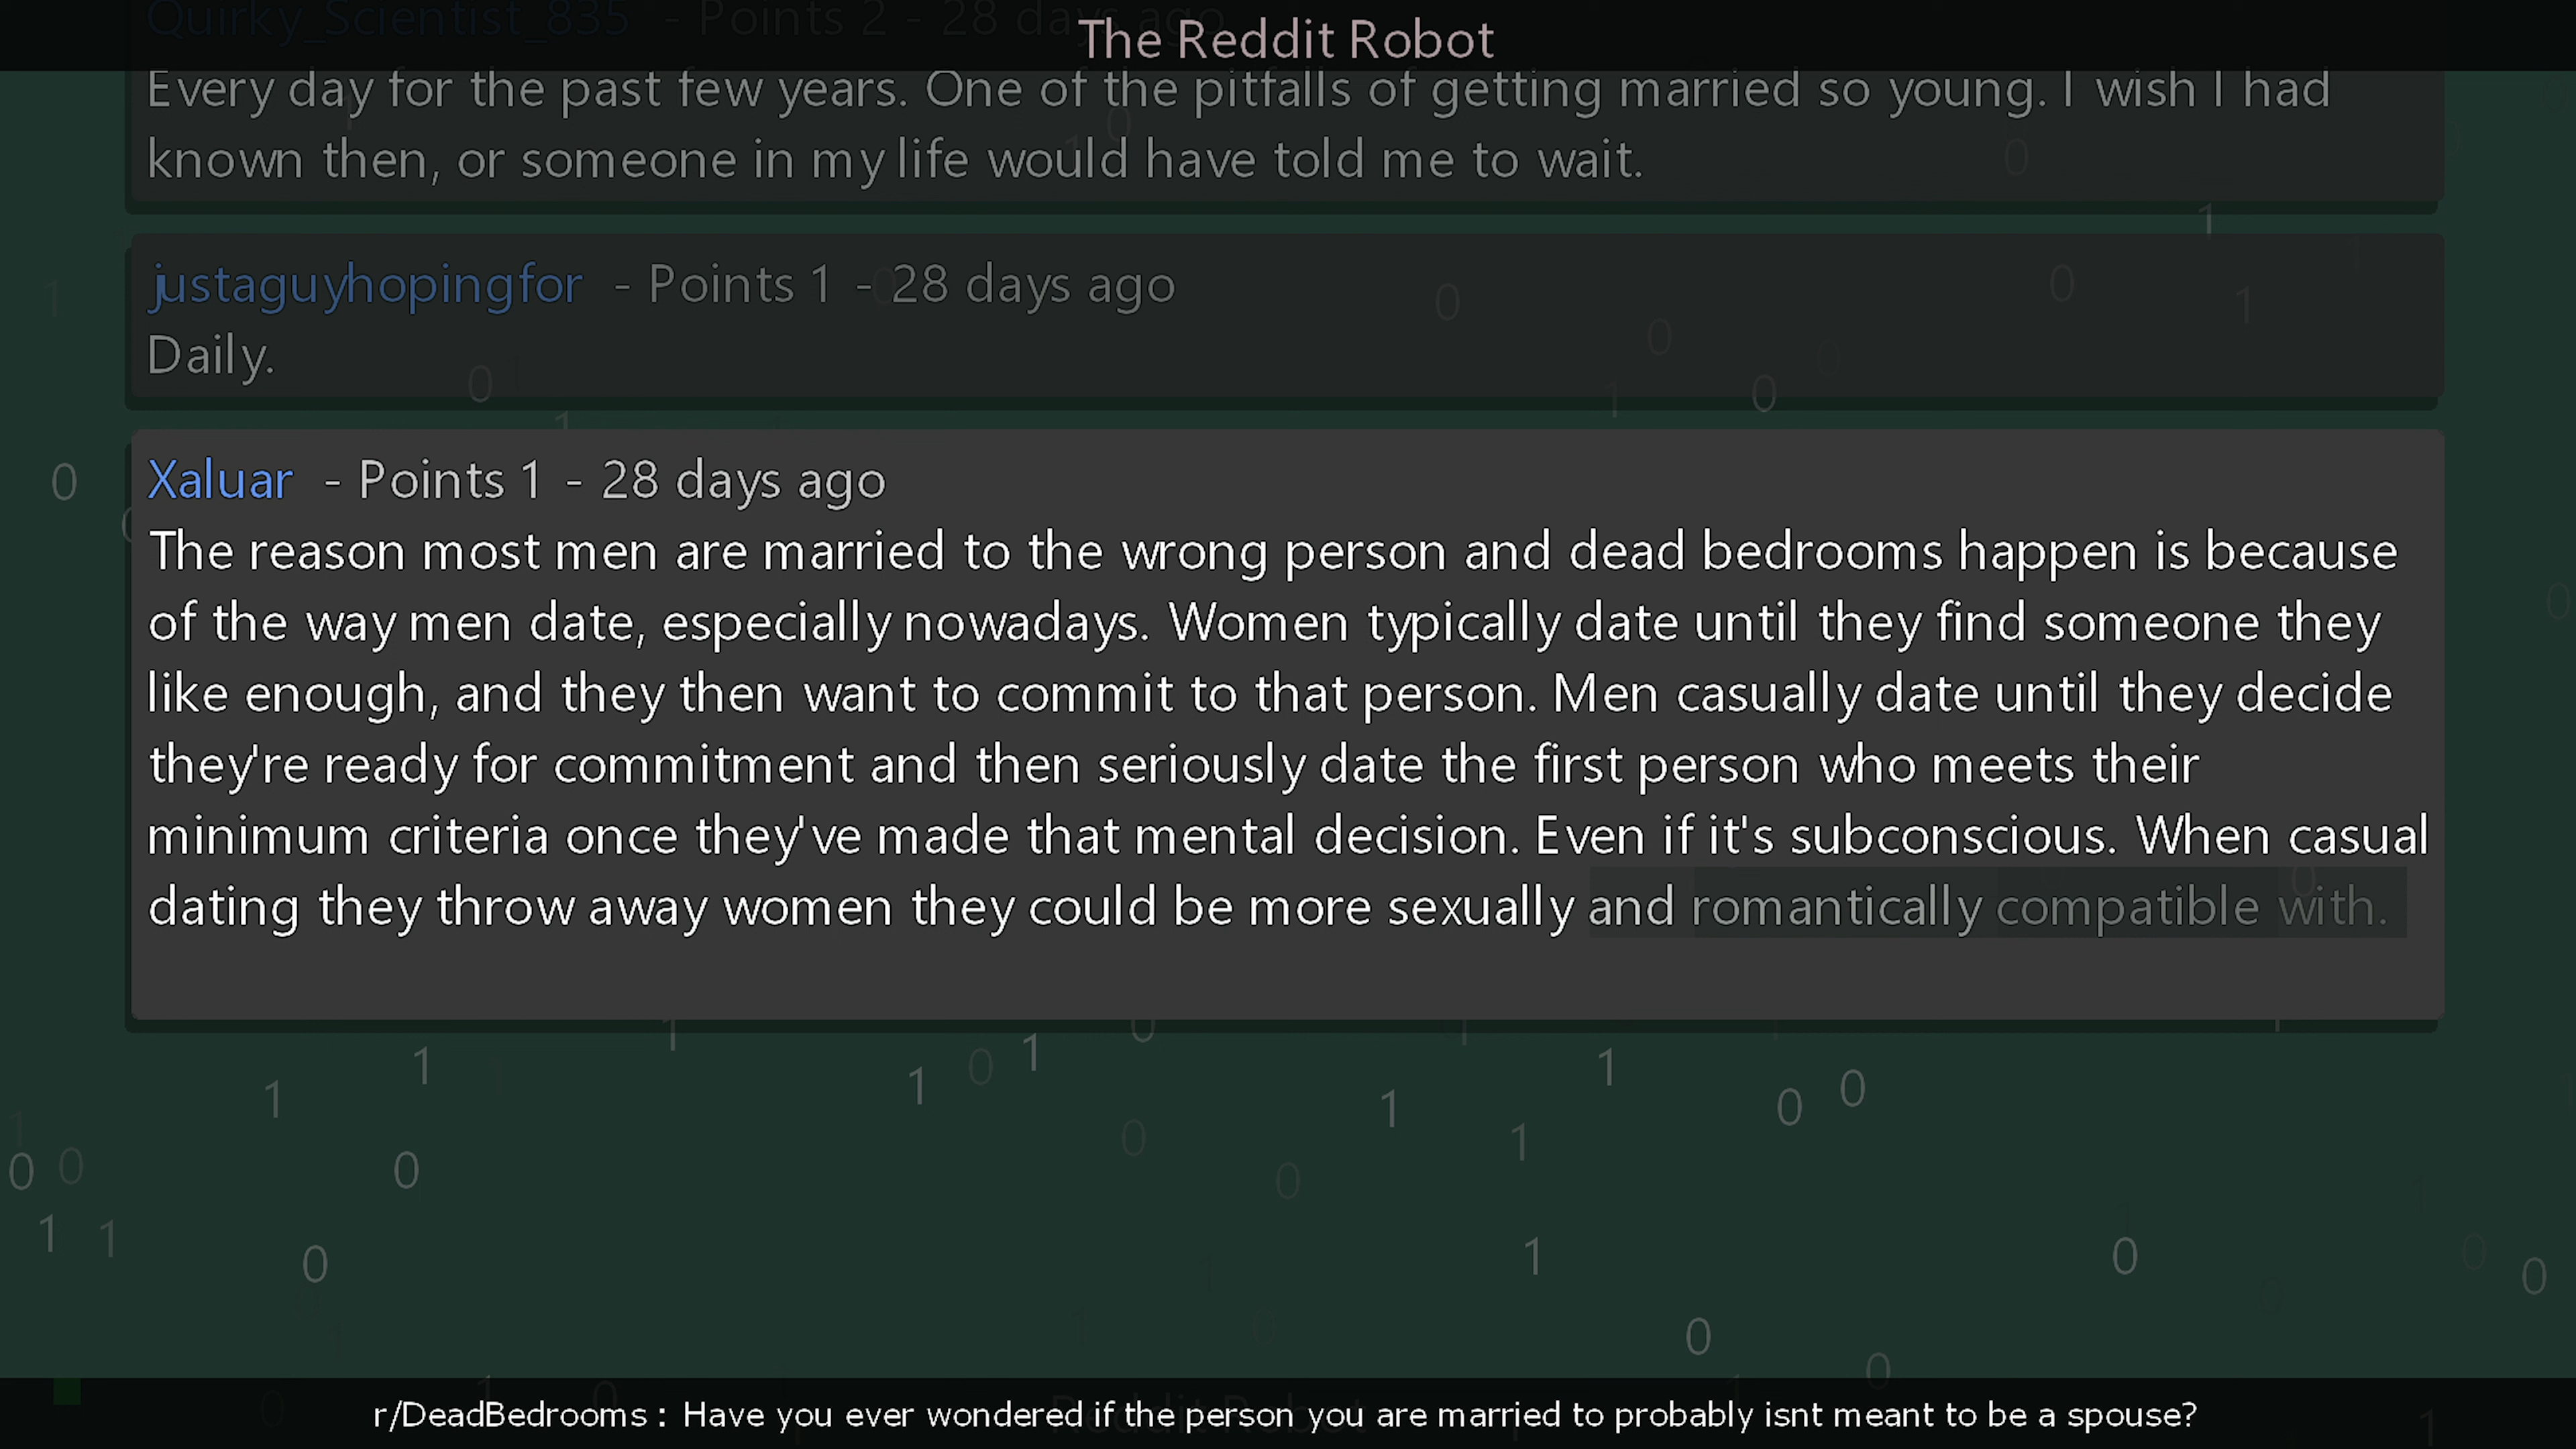 Quirky_Scientist_835 - Points 2 - 28 days ago
The Reddit Robot
Every day for the past few years. One of the pitfalls of getting married so young. I wish I had
known then, or someone in my life would have told me to wait.
justaguyhopingfor - Points 1 - 28 days ago
Daily.
Xaluar - Points 1 - 28 days ago
The reason most men are married to the wrong person and dead bedrooms happen is because
of the way men date, especially nowadays. Women typically date until they find someone they
like enough, and they then want to commit to that person. Men casually date until they decide
they're ready for commitment and then seriously date the first person who meets their
minimum criteria once they've made that mental decision. Even if it's subconscious. When casual
dating they throw away women they could be more sexually and romantically compatible with.
r/DeadBedrooms : Have you ever wondered if the person you are married to probably isnt meant to be a spouse?